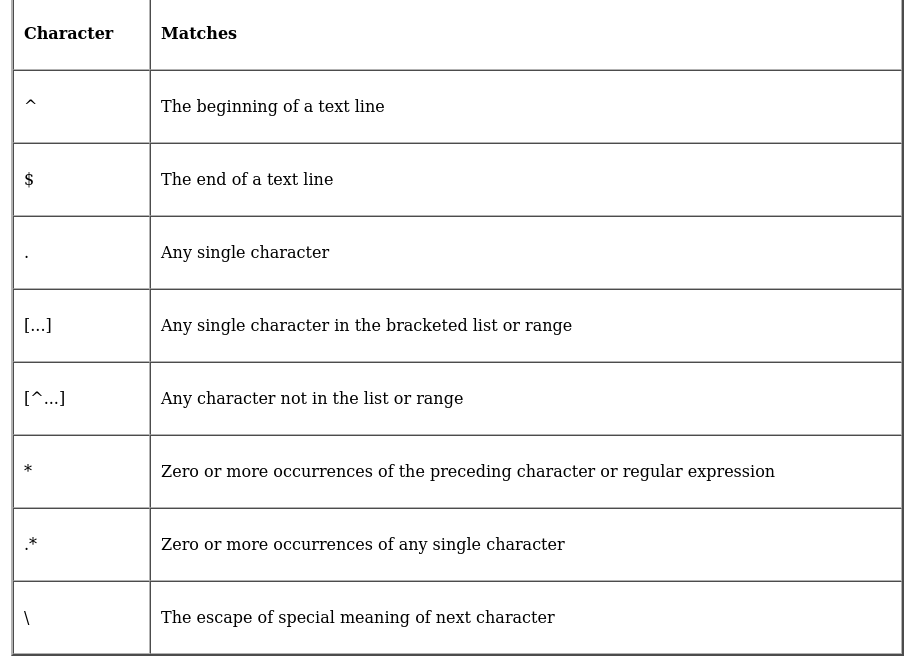 Character Matches
^ The beginning of a text line
$ The end of a text line
. Any single character
[...] Any single character in the bracketed list or range
[^...] Any character not in the list or range
* Zero or more occurrences of the preceding character or regular expression
.* Zero or more occurrences of any single character
\ The escape of special meaning of next character